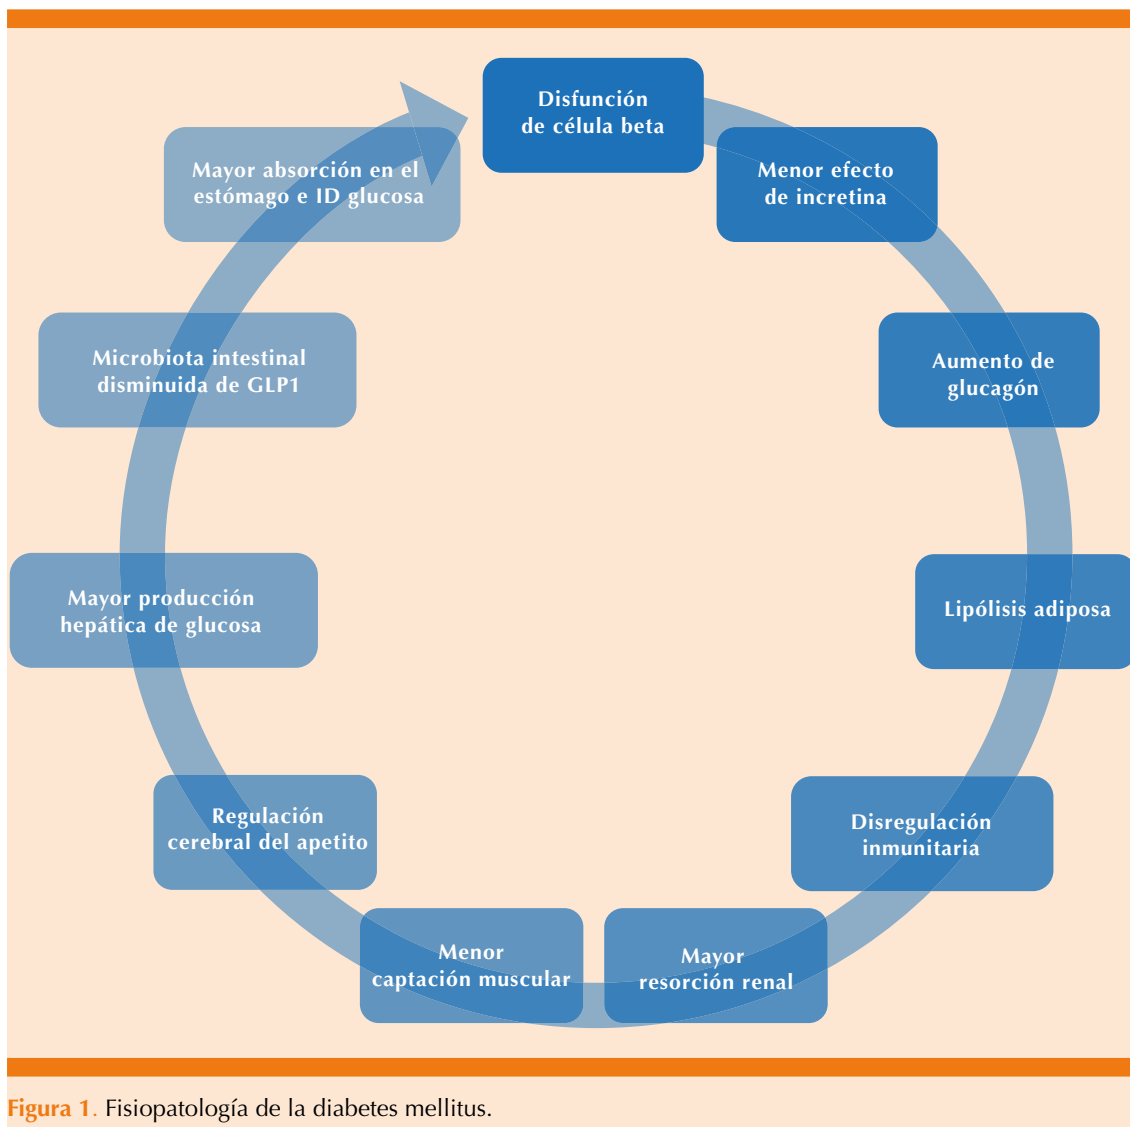 Disfunción
de célula beta
Menor efecto
de incretina
Aumento de
glucagón
Lipólisis adiposa
Disregulación
inmunitaria
Mayor
resorción renal
Menor
captación muscular
Regulación
cerebral del apetito
Mayor producción
hepática de glucosa
Microbiota intestinal
disminuida de GLP1
Mayor absorción en el
estómago e ID glucosa
Figura 1. Fisiopatología de la diabetes mellitus.